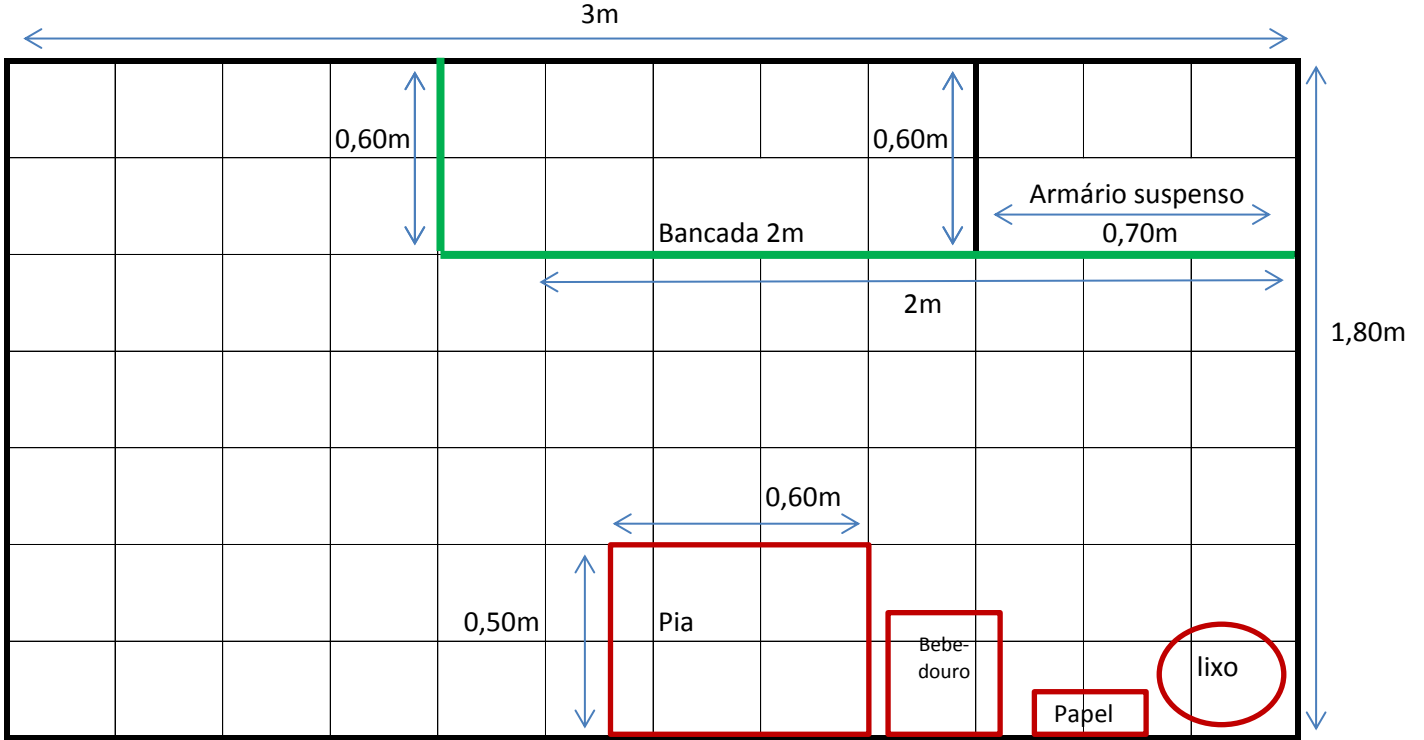 3m
0,60m
0,60m
Armário suspenso
0,70m
Bancada 2m
2m
1,80m
0,60m
0,50m
Pia
Bebe-
douro
Papel
lixo